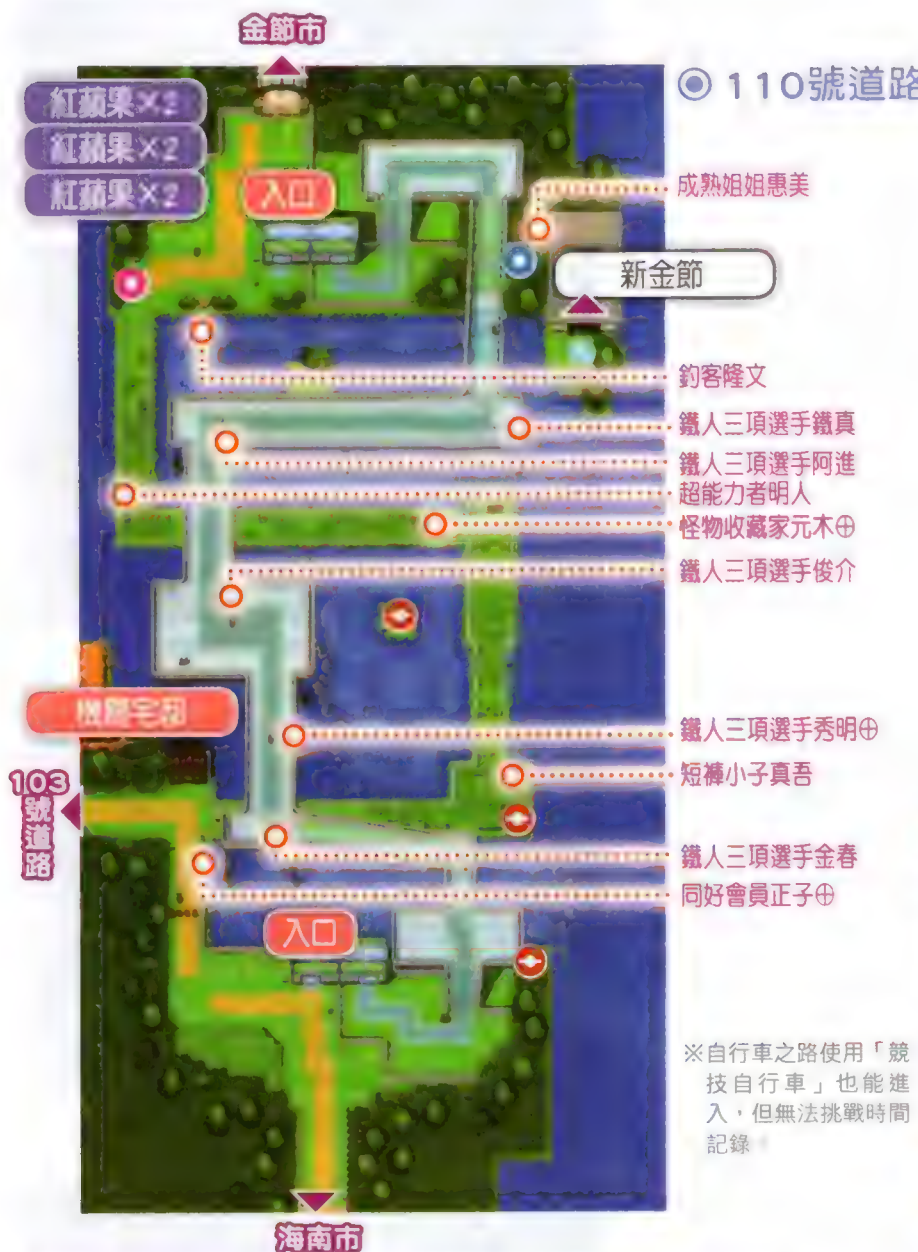 金節市
◉ 110號道路
紅蘋果×2
紅蘋果×2
紅蘋果×2
入口
成熟姐姐惠美
新金節
釣客隆文
鐵人三項選手鐵真
鐵人三項選手阿進
超能力者明人
怪物收藏家元木⊕
鐵人三項選手俊介
機關宅邸
鐵人三項選手秀明⊕
短褲小子真吾
103號道路
鐵人三項選手金春
同好會員正子⊕
入口
※自行車之路使用「競
技自行車」也能進
入，但無法挑戰時間
記錄。
海南市